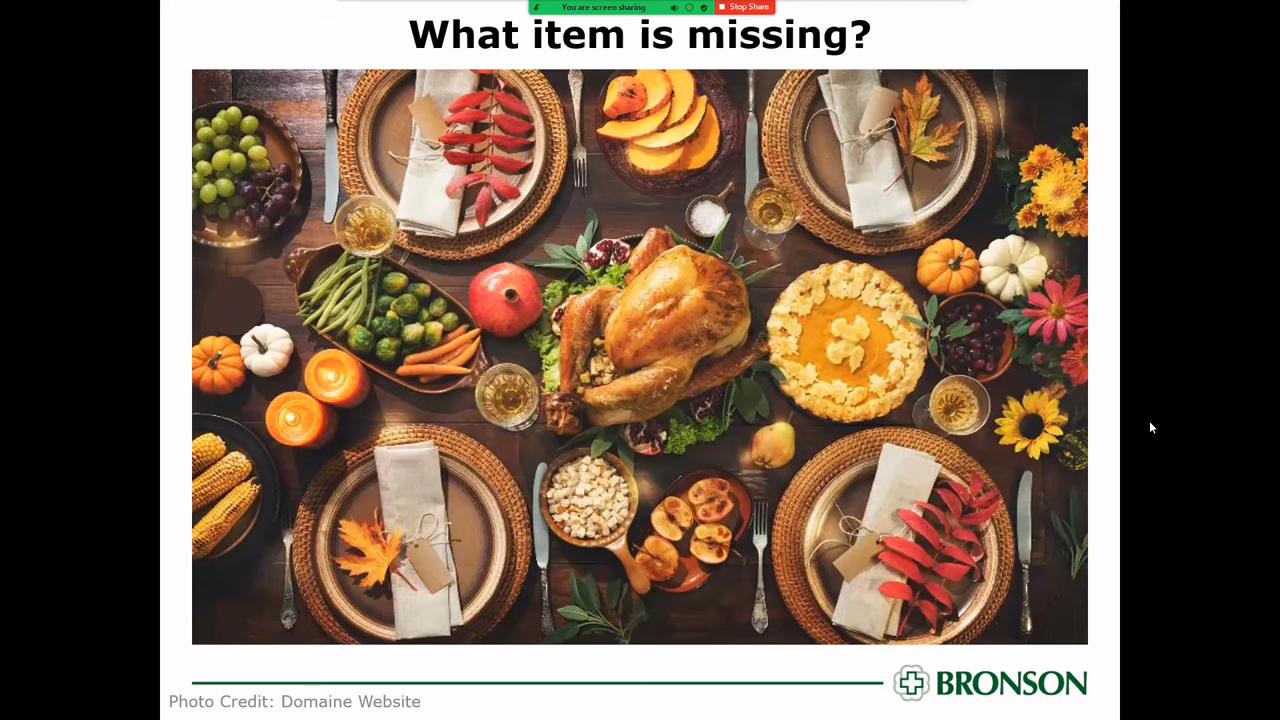 You are screen sharing
Stop Share
What item is missing?
BRONSON
Photo Credit: Domaine Website